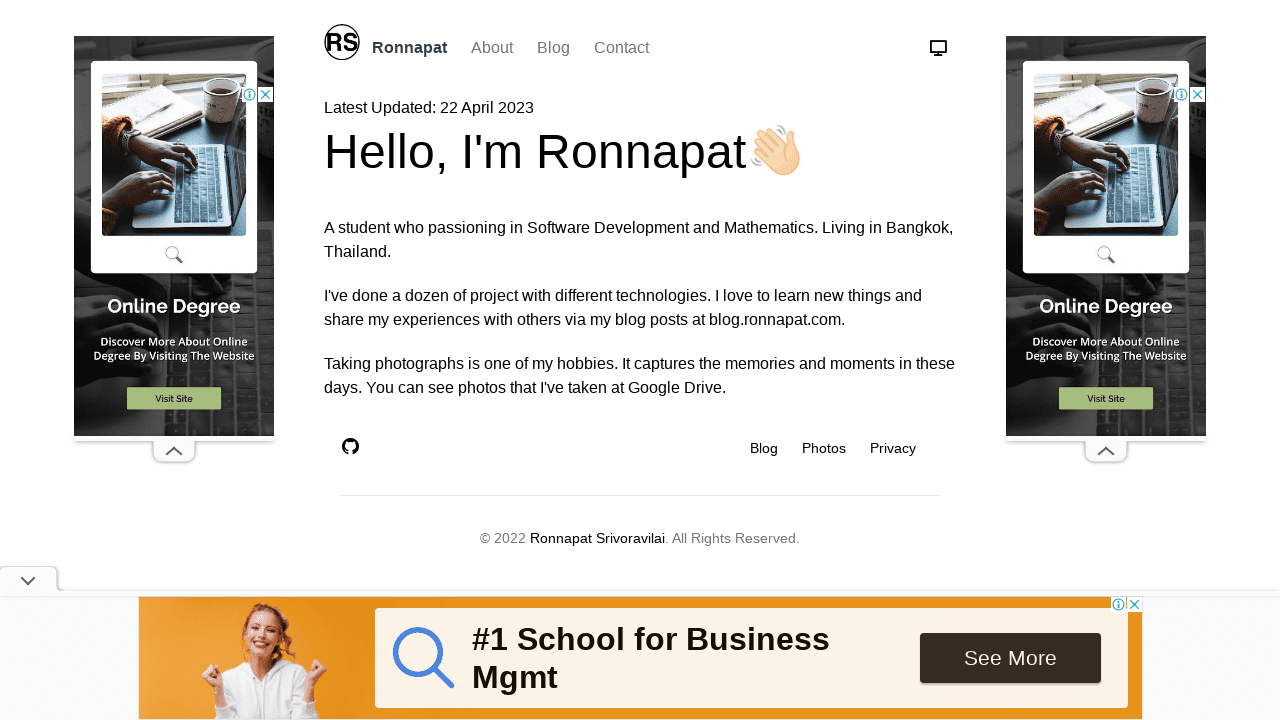 RS
Ronnapat About Blog Contact
Latest Updated: 22 April 2023
Hello, I'm Ronnapat
A student who passioning in Software Development and Mathematics. Living in Bangkok,
Thailand.
I've done a dozen of project with different technologies. I love to learn new things and
share my experiences with others via my blog posts at blog.ronnapat.com.
Taking photographs is one of my hobbies. It captures the memories and moments in these
days. You can see photos that I've taken at Google Drive.
Blog Photos Privacy
© 2022 Ronnapat Srivoravilai. All Rights Reserved.
Online Degree
Discover More About Online
Degree By Visiting The Website
Visit Site
Online Degree
Discover More About Online
Degree By Visiting The Website
Visit Site
#1 School for Business
Mgmt
See More